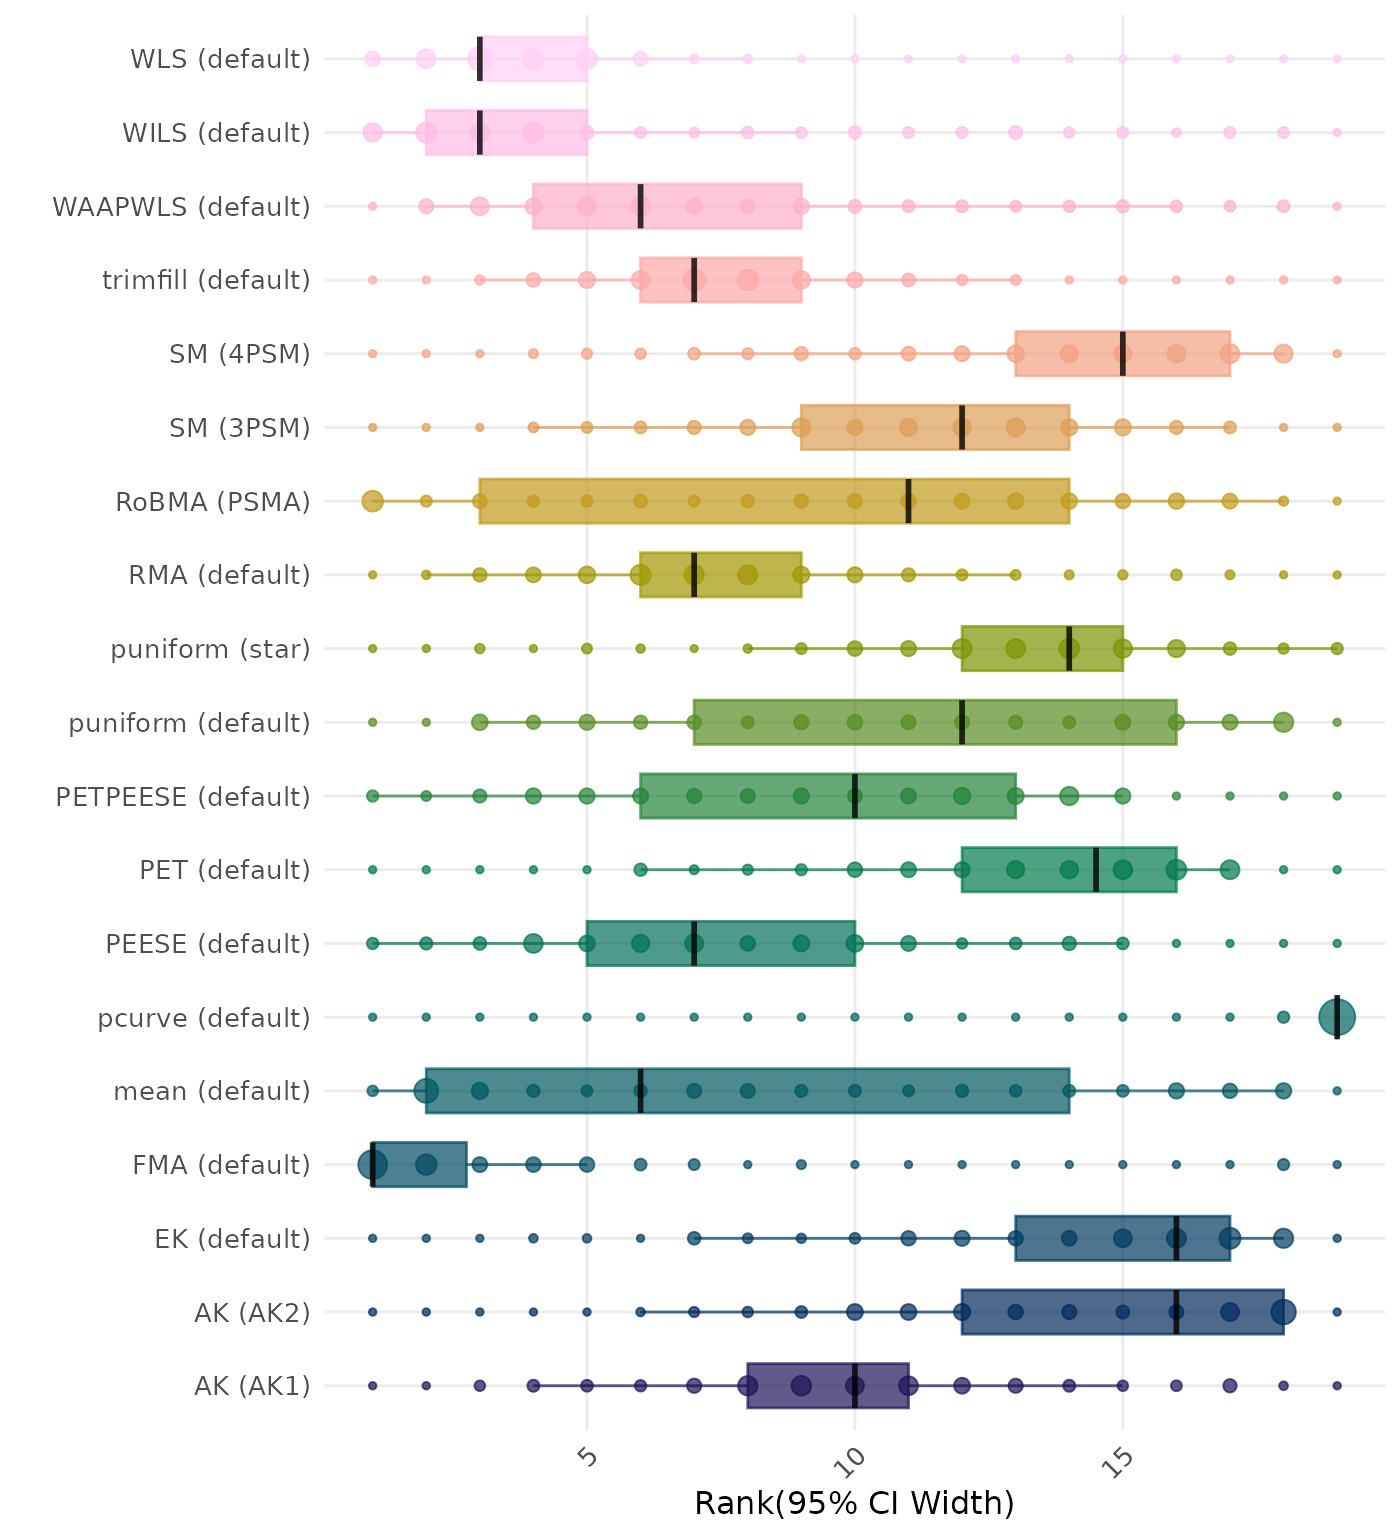 WLS (default)
WILS (default)
WAAPWLS (default)
trimfill (default)
SM (4PSM)
SM (3PSM)
RoBMA (PSMA)
RMA (default)
puniform (star)
puniform (default)
PETPEESE (default)
PET (default)
PEESE (default)
pcurve (default)
mean (default)
FMA (default)
EK (default)
AK (AK2)
AK (AK1)
5 10 15
Rank(95% CI Width)